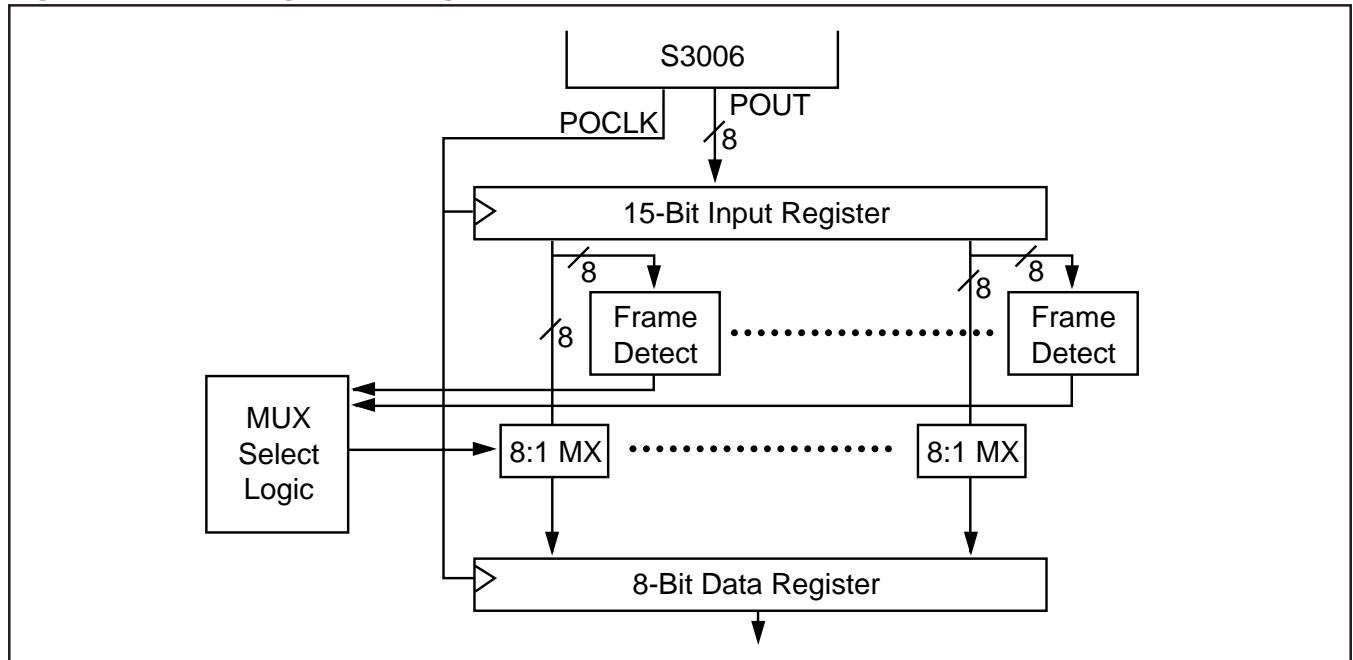 S3006
POCLK
POUT
8
15-Bit Input Register
8
8
8
8
Frame
Detect
Frame
Detect
MUX
Select
Logic
8:1 MX
8:1 MX
8-Bit Data Register